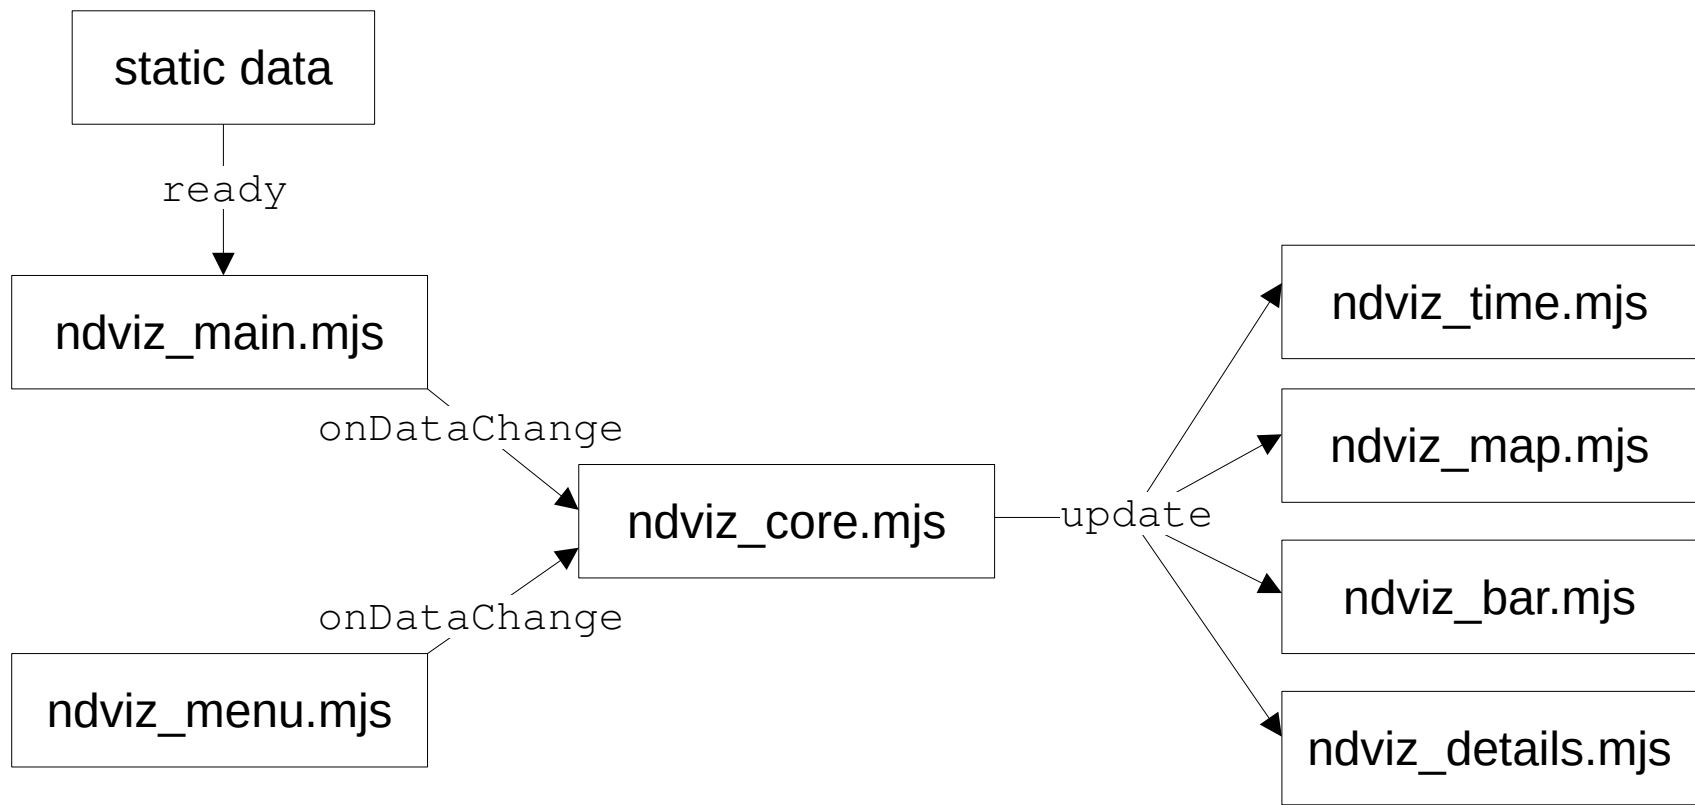 static data
ready
ndviz_main.mjs
onDataChange
ndviz_core.mjs
onDataChange
ndviz_menu.mjs
update
ndviz_time.mjs
ndviz_map.mjs
ndviz_bar.mjs
ndviz_details.mjs